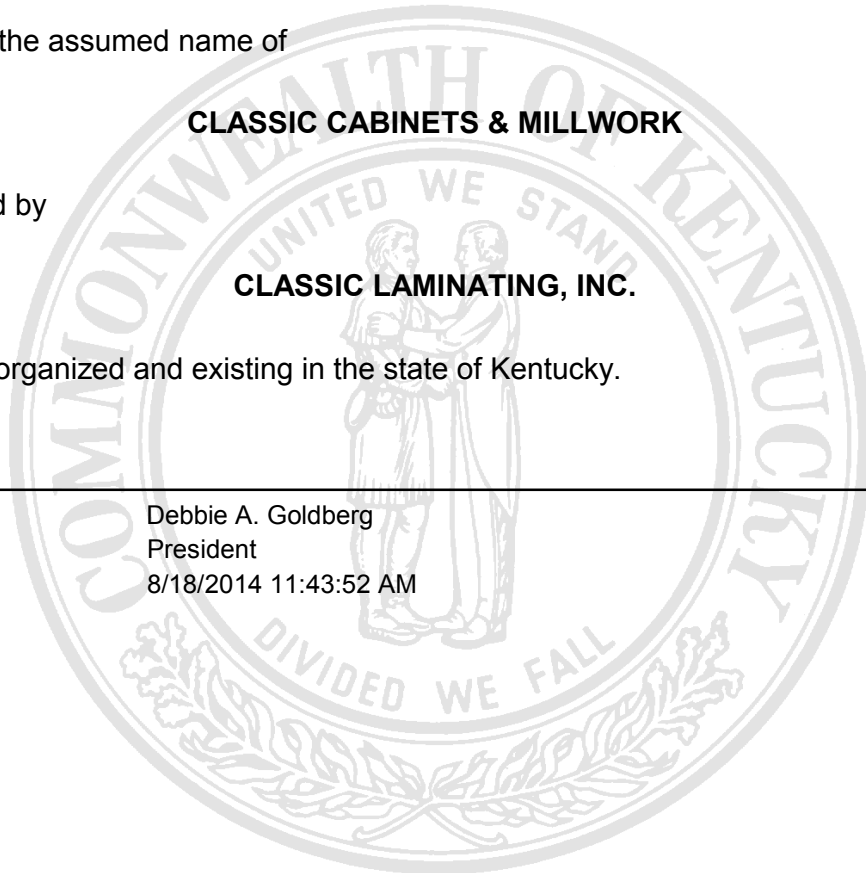 the assumed name of
CLASSIC CABINETS & MILLWORK
d by
CLASSIC LAMINATING, INC.
organized and existing in the state of Kentucky.
Debbie A. Goldberg
President
8/18/2014 11:43:52 AM
COMMONWEALTH OF KENTUCKY
UNITED WE STAND
DIVIDED WE FALL